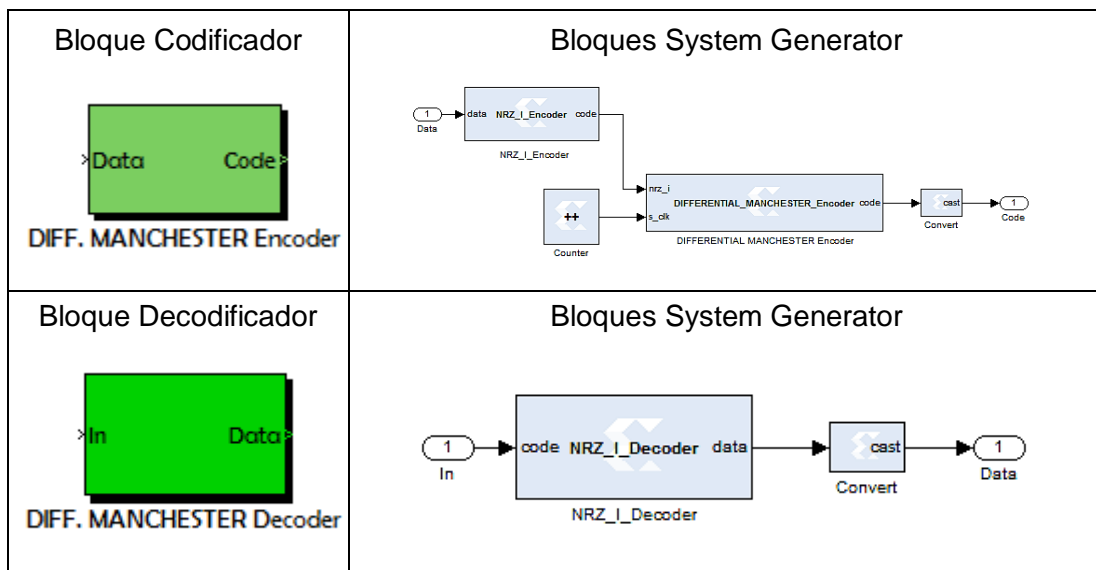 Bloque Codificador
Bloques System Generator
Data
Code
DIFF. MANCHESTER Encoder
1
Data
data NRZ_I_Encoder code
NRZ_I_Encoder
++
Counter
nrz_i
s_clk
DIFFERENTIAL_MANCHESTER_Encoder code
DIFFERENTIAL MANCHESTER Encoder
cast
Convert
1
Code
Bloque Decodificador
Bloques System Generator
In
Data
DIFF. MANCHESTER Decoder
1
In
code NRZ_I_Decoder data
NRZ_I_Decoder
cast
Convert
1
Data